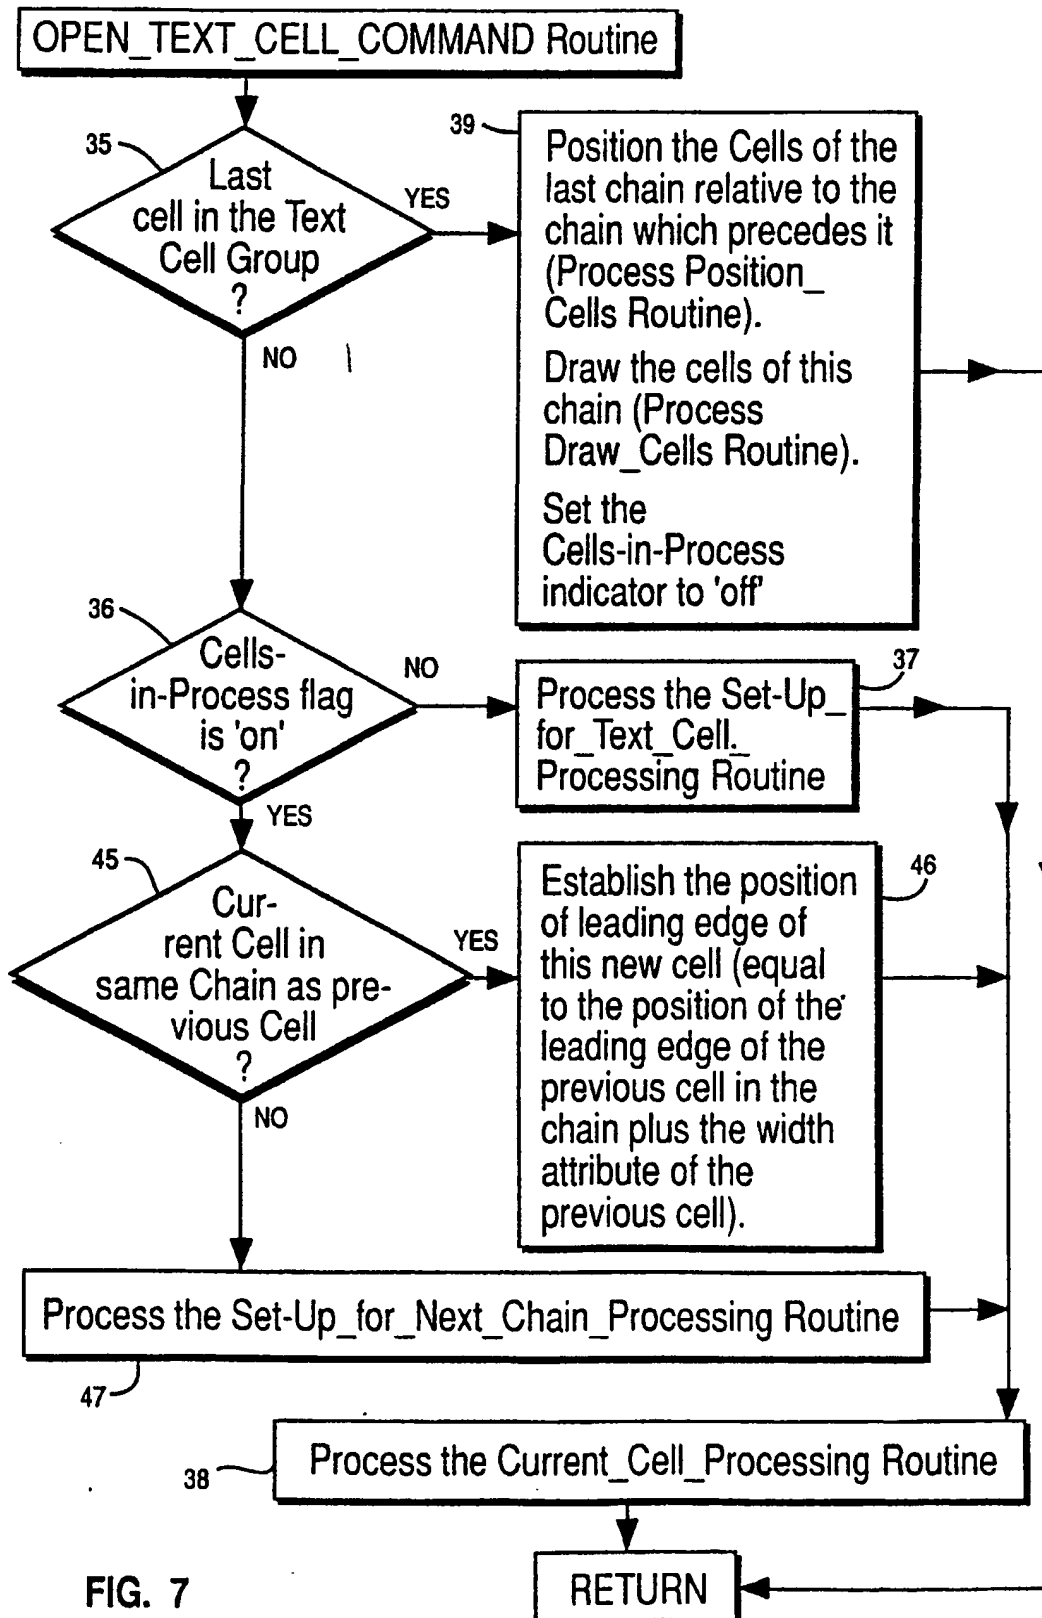 OPEN_TEXT_CELL_COMMAND Routine
35
Last
cell in the Text
Cell Group
?
YES
NO
39
Position the Cells of the
last chain relative to the
chain which precedes it
(Process Position_
Cells Routine).
Draw the cells of this
chain (Process
Draw_Cells Routine).
Set the
Cells-in-Process
indicator to 'off'
36
Cells-
in-Process flag
is 'on'
?
NO
YES
37
Process the Set-Up_
for_Text_Cell_
Processing Routine
45
Cur-
rent Cell in
same Chain as pre-
vious Cell
?
YES
NO
46
Establish the position
of leading edge of
this new cell (equal
to the position of the
leading edge of the
previous cell in the
chain plus the width
attribute of the
previous cell).
Process the Set-Up_for_Next_Chain_Processing Routine
47
Process the Current_Cell_Processing Routine
38
RETURN
FIG. 7